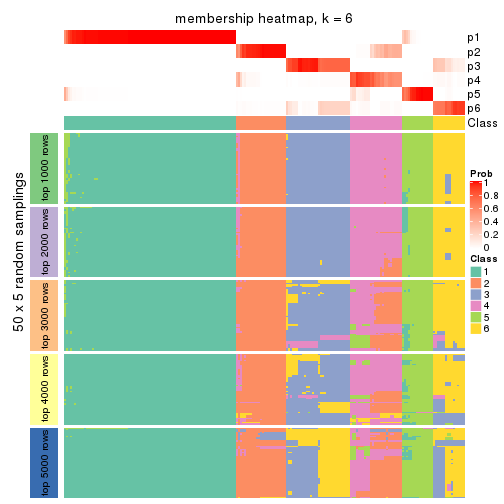 membership heatmap, k = 6
p1
p2
p3
p4
p5
p6
Class
50 x 5 random samplings
top 1000 rows
top 2000 rows
top 3000 rows
top 4000 rows
top 5000 rows
Prob
1
0.8
0.6
0.4
0.2
0
Class
1
2
3
4
5
6